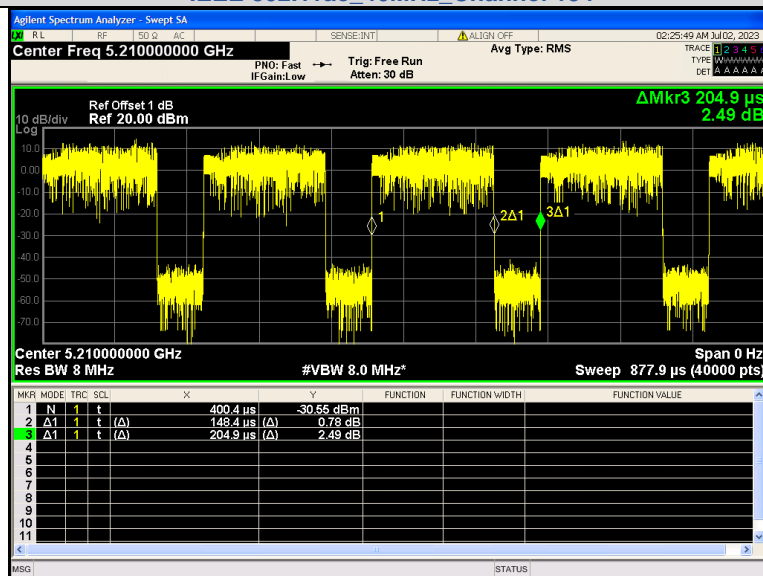 Agilent Spectrum Analyzer - Swept SA
LXI RL RF 50 Ω AC SENSE:INT ALIGN OFF 02:25:49 AM Jul 02, 2023
Center Freq 5.210000000 GHz Avg Type: RMS TRACE 1 2 3 4 5
PNO: Fast Trig: Free Run TYPE
IFGain:Low Atten: 30 dB DET A A A A A
ΔMkr3 204.9 µs
2.49 dB
Ref Offset 1 dB
10 dB/div Ref 20.00 dBm
Log
10.0
0.00
-10.0
-20.0
-30.0
-40.0
-50.0
-60.0
-70.0
1
2Δ1
3Δ1
Center 5.210000000 GHz Span 0 Hz
Res BW 8 MHz #VBW 8.0 MHz* Sweep 877.9 µs (40000 pts)
MKR MODE TRC SCL X Y FUNCTION FUNCTION WIDTH FUNCTION VALUE
1 N 1 t 400.4 µs -30.55 dBm
2 Δ1 1 t (Δ) 148.4 µs (Δ) 0.78 dB
3 Δ1 1 t (Δ) 204.9 µs (Δ) 2.49 dB
4
5
6
7
8
9
10
11
MSG STATUS